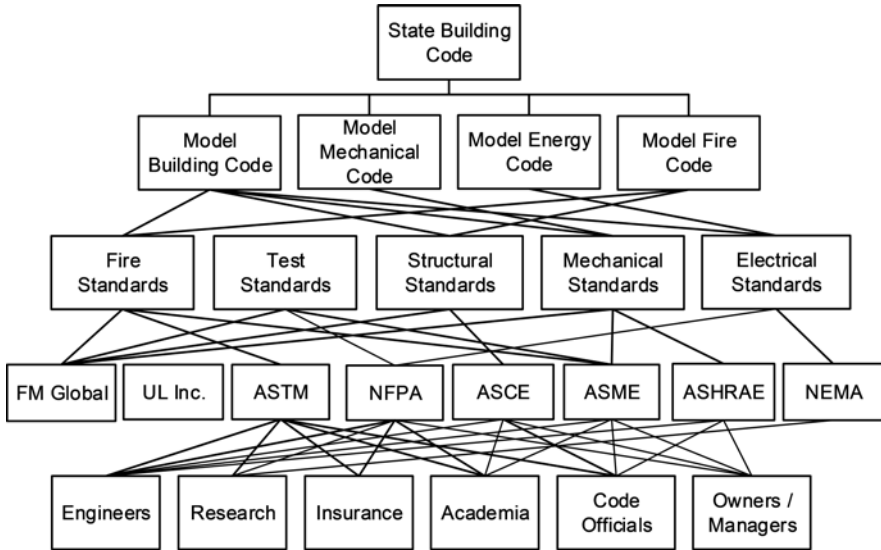 State Building
Code
Model
Building Code
Model
Mechanical
Code
Model Energy
Code
Model Fire
Code
Fire
Standards
Test
Standards
Structural
Standards
Mechanical
Standards
Electrical
Standards
FM Global
UL Inc.
ASTM
NFPA
ASCE
ASME
ASHRAE
NEMA
Engineers
Research
Insurance
Academia
Code
Officials
Owners /
Managers